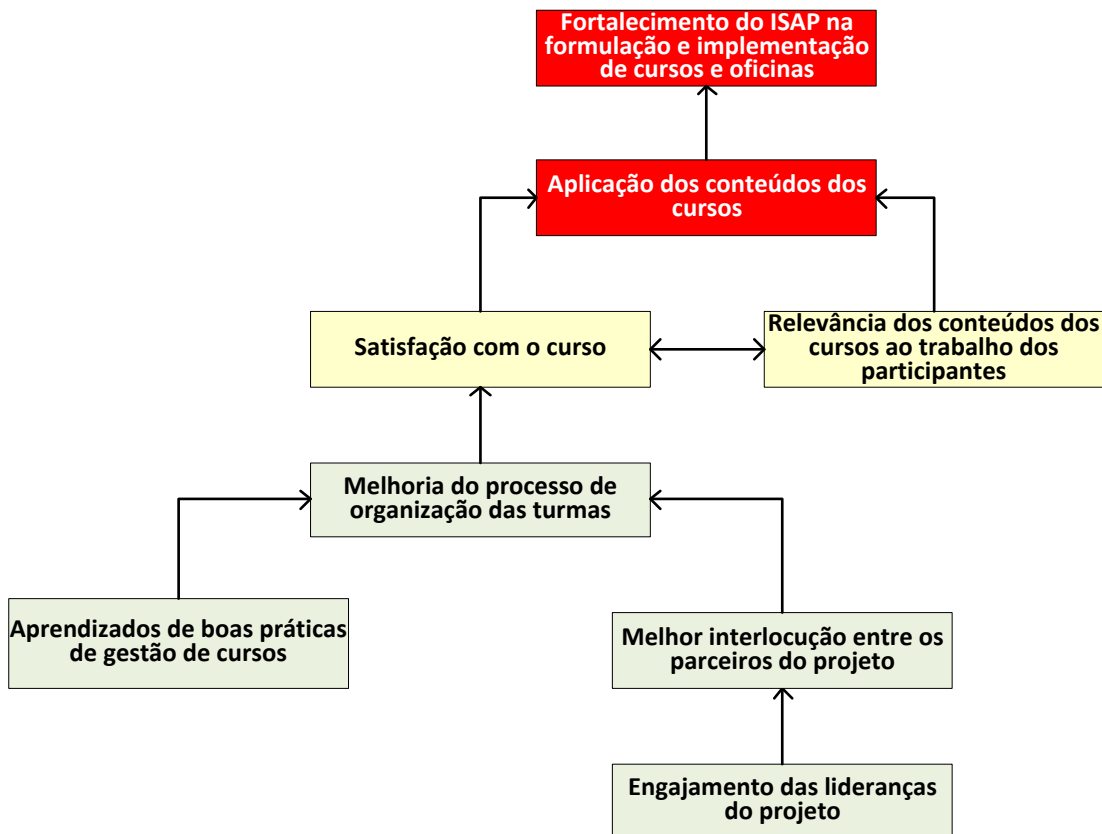 Fortalecimento do ISAP na
formulação e implementação
de cursos e oficinas
Aplicação dos conteúdos dos
cursos
Satisfação com o curso
Relevância dos conteúdos dos
cursos ao trabalho dos
participantes
Melhoria do processo de
organização das turmas
Aprendizados de boas práticas
de gestão de cursos
Melhor interlocução entre os
parceiros do projeto
Engajamento das lideranças
do projeto